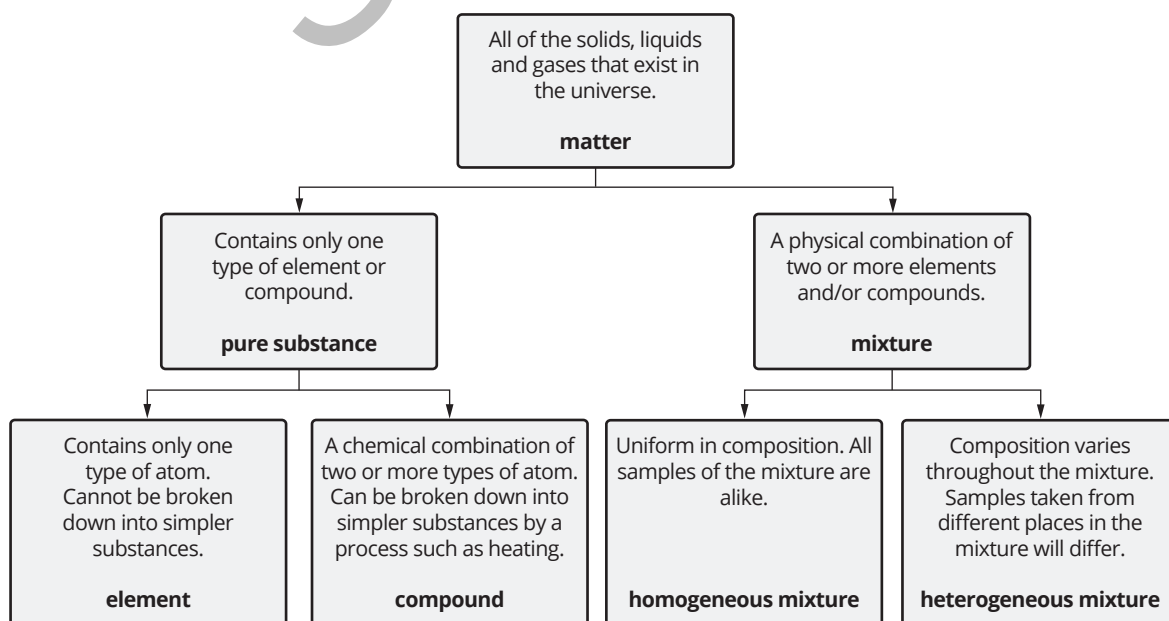 All of the solids, liquids
and gases that exist in
the universe.
matter
Contains only one
type of element or
compound.
pure substance
A physical combination of
two or more elements
and/or compounds.
mixture
Contains only one
type of atom.
Cannot be broken
down into simpler
substances.
element
A chemical combination of
two or more types of atom.
Can be broken down into
simpler substances by a
process such as heating.
compound
Uniform in composition. All
samples of the mixture are
alike.
homogeneous mixture
Composition varies
throughout the mixture.
Samples taken from
different places in the
mixture will differ.
heterogeneous mixture